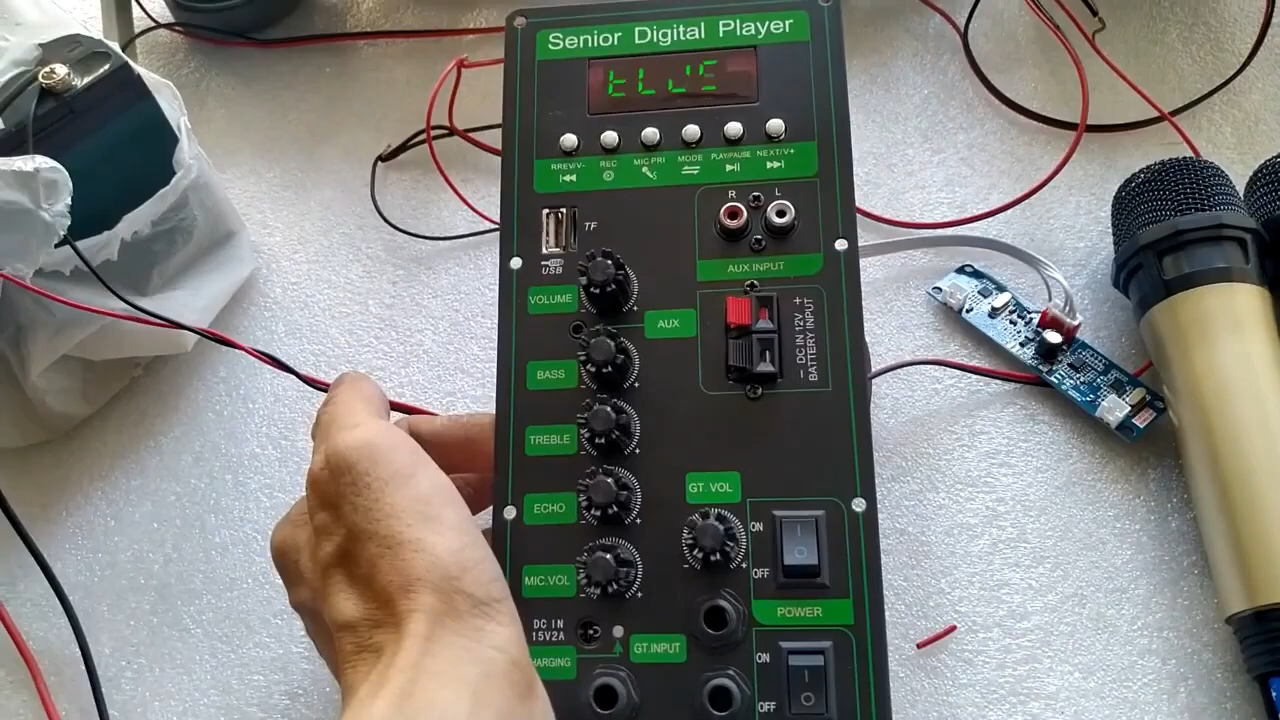 Senior Digital Player
RREV/V-
REC
MIC PRI
MODE
PLAY/PAUSE
NEXT/V+
TF
USB
USB
R
L
AUX INPUT
VOLUME
AUX
BASS
TREBLE
ECHO
MIC.VOL
+
DC IN 12V
BATTERY INPUT
-
GT. VOL
ON
OFF
POWER
DC IN
15V2A
HARGING
GT.INPUT
ON
OFF